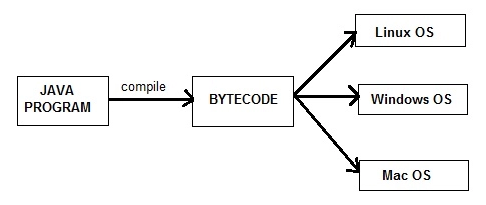 JAVA
PROGRAM
compile
BYTECODE
Linux OS
Windows OS
Mac OS